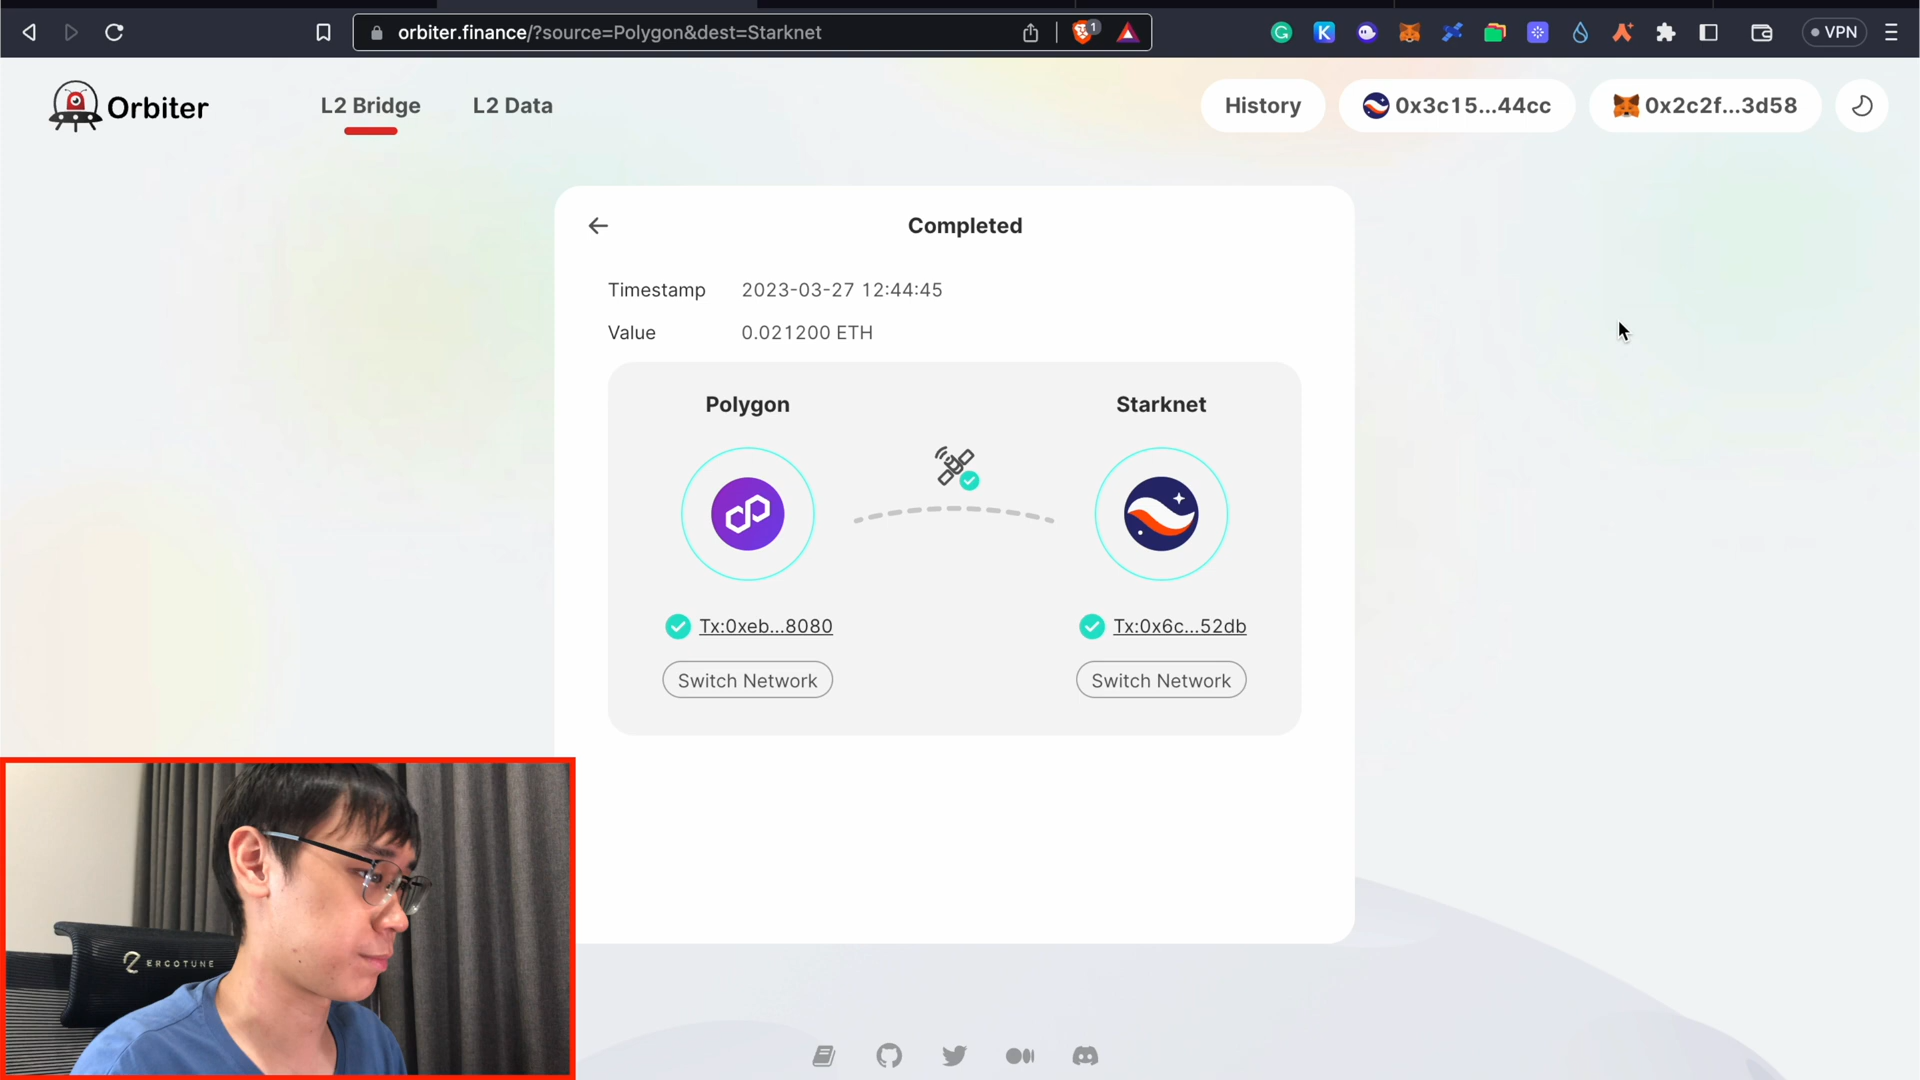 orbiter.finance/?source=Polygon&dest=Starknet
1
VPN
Orbiter
L2 Bridge
L2 Data
History
0x3c15...44cc
0x2c2f...3d58
Completed
Timestamp 2023-03-27 12:44:45
Value 0.021200 ETH
Polygon
Starknet
Tx:0xeb...8080
Tx:0x6c...52db
Switch Network
Switch Network
ERGOTUNE